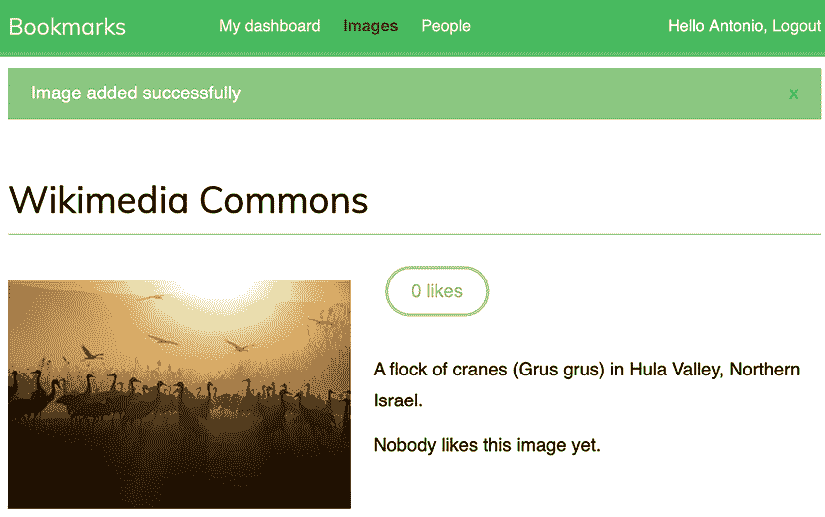 Bookmarks My dashboard Images People Hello Antonio, Logout
Image added successfully x
Wikimedia Commons
0 likes
A flock of cranes (Grus grus) in Hula Valley, Northern
Israel.
Nobody likes this image yet.